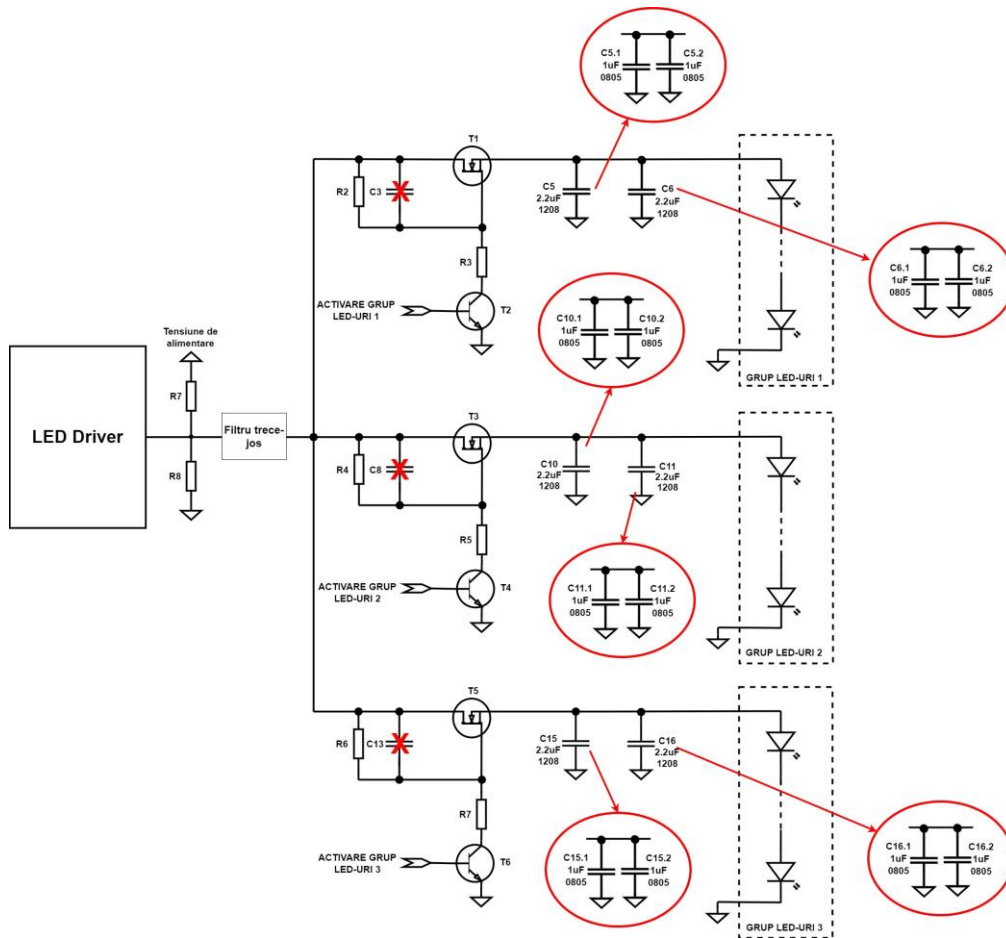 C5.1
1uF
0805
C5.2
1uF
0805
T1
R2
C3
C5
2.2uF
1208
C6
2.2uF
1208
R3
C6.1
1uF
0805
C6.2
1uF
0805
ACTIVARE GRUP
LED-URI 1
T2
C10.1
1uF
0805
C10.2
1uF
0805
Tensiune de
alimentare
GRUP LED-URI 1
R7
LED Driver
Filtru trece-
jos
R8
T3
R4
C8
C10
2.2uF
1208
C11
2.2uF
1208
R5
ACTIVARE GRUP
LED-URI 2
T4
C11.1
1uF
0805
C11.2
1uF
0805
GRUP LED-URI 2
T5
R6
C13
C15
2.2uF
1208
C16
2.2uF
1208
R7
ACTIVARE GRUP
LED-URI 3
T6
C15.1
1uF
0805
C15.2
1uF
0805
C16.1
1uF
0805
C16.2
1uF
0805
GRUP LED-URI 3